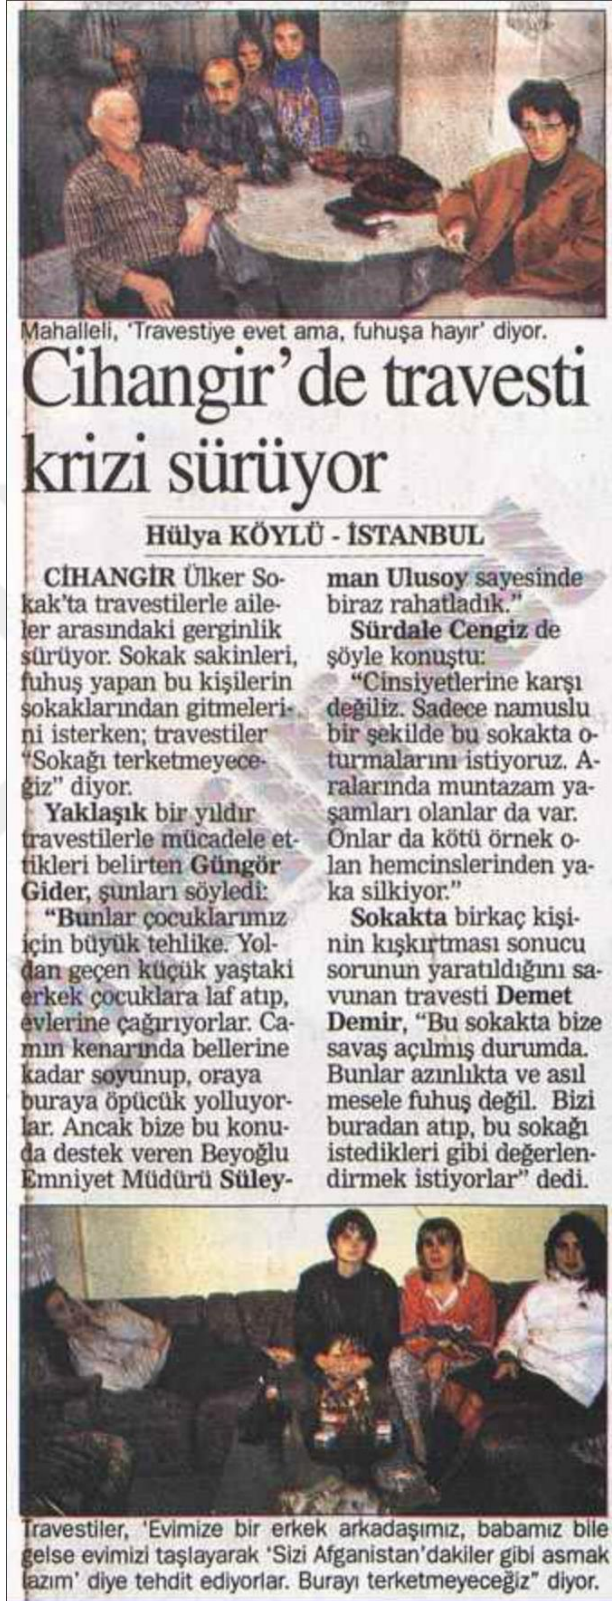 Mahalleli, 'Travestiye evet ama, fuhuşa hayır' diyor.
Cihangir'de travesti
krizi sürüyor
Hülya KÖYLÜ - İSTANBUL
CİHANGİR Ülker So-
kak'ta travestilerle aile-
ler arasındaki gerginlik
sürüyor. Sokak sakinleri,
fuhuş yapan bu kişilerin
sokaklarından gitmeleri-
ni isterken; travestiler
"Sokağı terketmeyece-
ğiz" diyor.
Yaklaşık bir yıldır
travestilerle mücadele et-
tikleri belirten Güngör
Gider, şunları söyledi:
"Bunlar çocuklarımız
için büyük tehlike. Yol-
dan geçen küçük yaştaki
erkek çocuklara laf atıp,
evlerine çağırıyorlar. Ca-
mın kenarında bellerine
kadar soyunup, oraya
buraya öpücük yolluyor-
lar. Ancak bize bu konu-
da destek veren Beyoğlu
Emniyet Müdürü Süley-
man Ulusoy sayesinde
biraz rahatladık."
Sürdale Cengiz de
şöyle konuştu:
"Cinsiyetlerine karşı
değiliz. Sadece namuslu
bir şekilde bu sokakta o-
turmalarını istiyoruz. A-
ralarında muntazam ya-
şamları olanlar da var.
Onlar da kötü örnek o-
lan hemcinslerinden ya-
ka silkiyor."
Sokakta birkaç kişi-
nin kışkırtması sonucu
sorunun yaratıldığını sa-
vunan travesti Demet
Demir, "Bu sokakta bize
savaş açılmış durumda.
Bunlar azınlıkta ve asıl
mesele fuhuş değil. Bizi
buradan atıp, bu sokağı
istedikleri gibi değerlen-
dirmek istiyorlar" dedi.
Travestiler, 'Evimize bir erkek arkadaşımız, babamız bile
gelse evimizi taşlayarak 'Sizi Afganistan'dakiler gibi asmak
lazım' diye tehdit ediyorlar. Burayı terketmeyeceğiz" diyor.